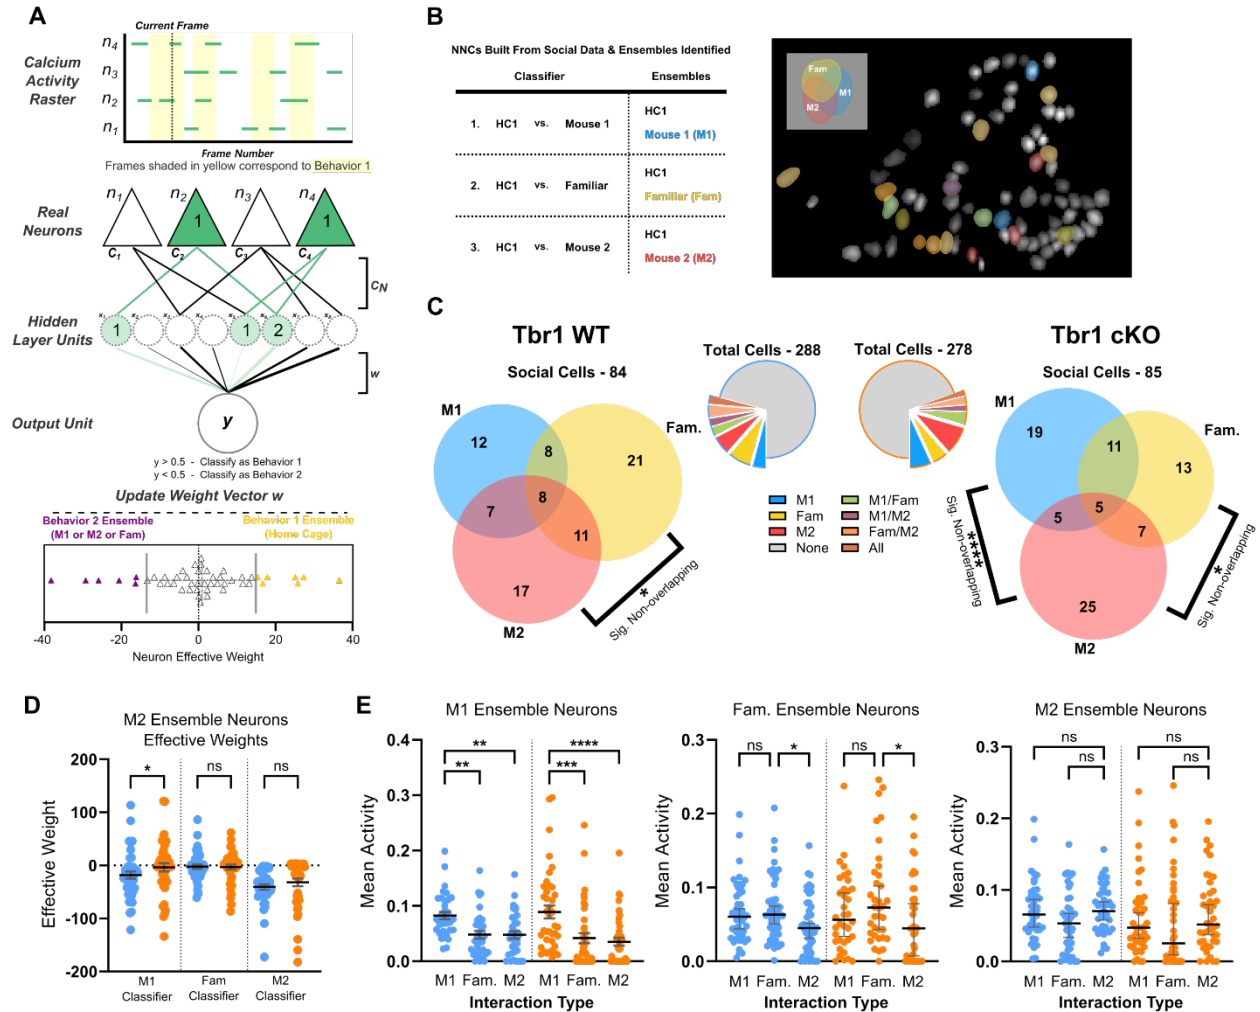 A
Current Frame
Calcium
Activity
Raster
n4
n3
n2
n1
Frame Number
Frames shaded in yellow correspond to Behavior 1
Real
Neurons
n1 n2 n3 n4
1 1
C1 C2 C3 C4
CN
Hidden
Layer Units
x1 x2 x3 x4 x5 x6 x7 x8
1 1 2
w
Output Unit
y
y > 0.5 - Classify as Behavior 1
y < 0.5 - Classify as Behavior 2
Update Weight Vector w
Behavior 2 Ensemble
(M1 or M2 or Fam)
Behavior 1 Ensemble
(Home Cage)
-40 -20 0 20 40
Neuron Effective Weight
B
NNCs Built From Social Data & Ensembles Identified
Classifier Ensembles
1. HC1 vs. Mouse 1
HC1
Mouse 1 (M1)
2. HC1 vs. Familiar
HC1
Familiar (Fam)
3. HC1 vs. Mouse 2
HC1
Mouse 2 (M2)
Fam
M1
M2
C
Tbr1 WT
Social Cells - 84
M1
Fam.
M2
12
8
21
8
7
11
17
*
Sig. Non-overlapping
Total Cells - 288
Total Cells - 278
M1
Fam
M2
None
M1/Fam
M1/M2
Fam/M2
All
Tbr1 cKO
Social Cells - 85
M1
Fam.
M2
19
11
13
5
5
7
25
****
Sig. Non-overlapping
*
Sig. Non-overlapping
D
M2 Ensemble Neurons
Effective Weights
Effective Weight
200
100
0
-100
-200
* ns ns
M1
Classifier
Fam
Classifier
M2
Classifier
E
M1 Ensemble Neurons
Mean Activity
0.4
0.3
0.2
0.1
0.0
**
**
****
***
M1 Fam. M2 M1 Fam. M2
Interaction Type
Fam. Ensemble Neurons
Mean Activity
0.3
0.2
0.1
0.0
ns * ns *
M1 Fam. M2 M1 Fam. M2
Interaction Type
M2 Ensemble Neurons
Mean Activity
0.3
0.2
0.1
0.0
ns
ns
ns
ns
M1 Fam. M2 M1 Fam. M2
Interaction Type